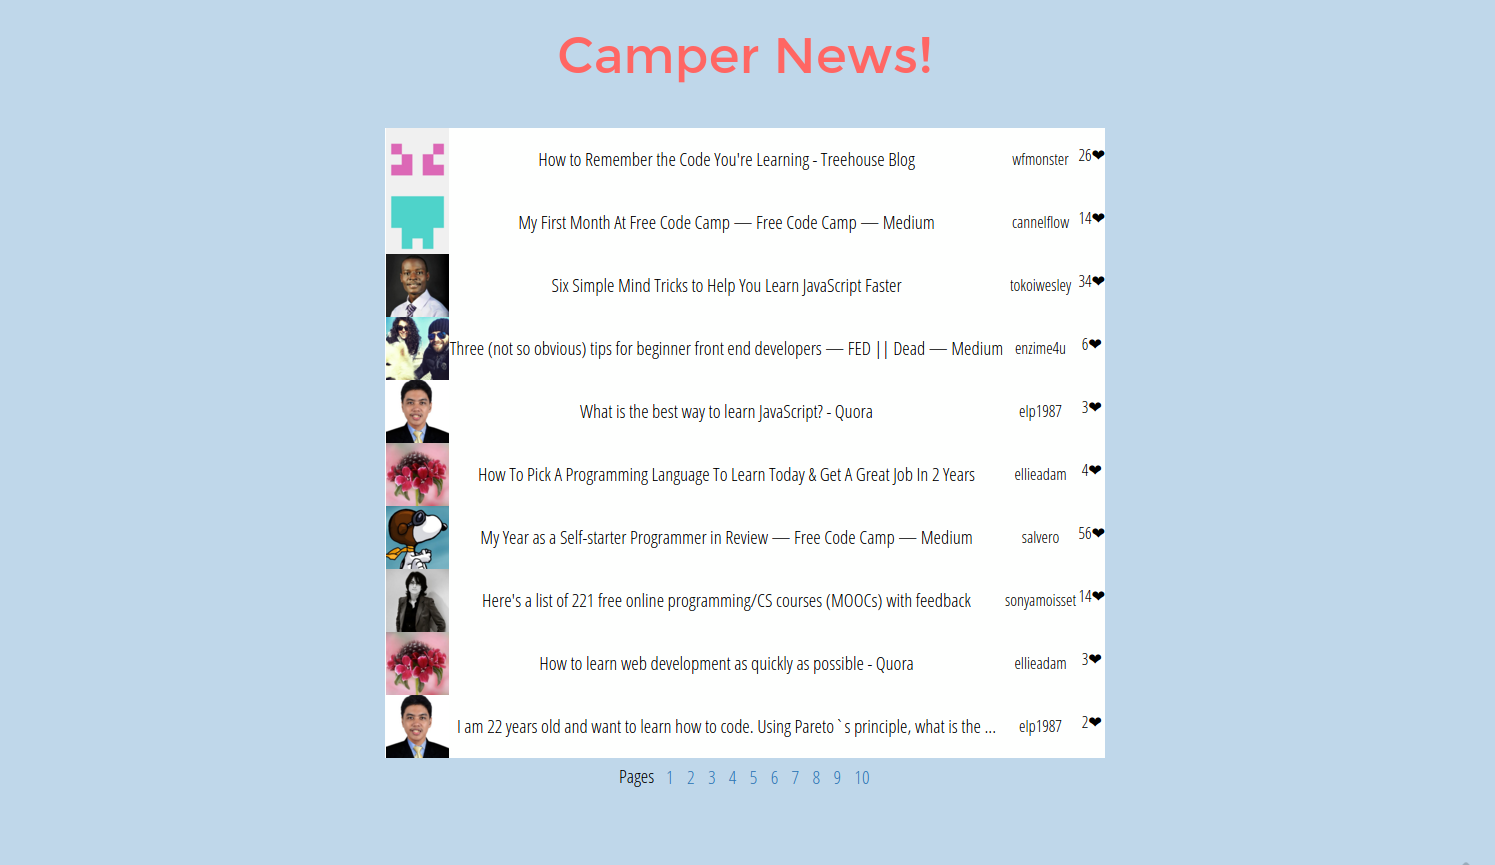 Camper News!
How to Remember the Code You're Learning - Treehouse Blog wfmonster 26❤
My First Month At Free Code Camp — Free Code Camp — Medium cannelflow 14❤
Six Simple Mind Tricks to Help You Learn JavaScript Faster tokoiwesley 34❤
Three (not so obvious) tips for beginner front end developers — FED || Dead — Medium enzime4u 6❤
What is the best way to learn JavaScript? - Quora elp1987 3❤
How To Pick A Programming Language To Learn Today & Get A Great Job In 2 Years ellieadam 4❤
My Year as a Self-starter Programmer in Review — Free Code Camp — Medium salvero 56❤
Here's a list of 221 free online programming/CS courses (MOOCs) with feedback sonyamoisset 14❤
How to learn web development as quickly as possible - Quora ellieadam 3❤
I am 22 years old and want to learn how to code. Using Pareto`s principle, what is the ... elp1987 2❤
Pages 1 2 3 4 5 6 7 8 9 10